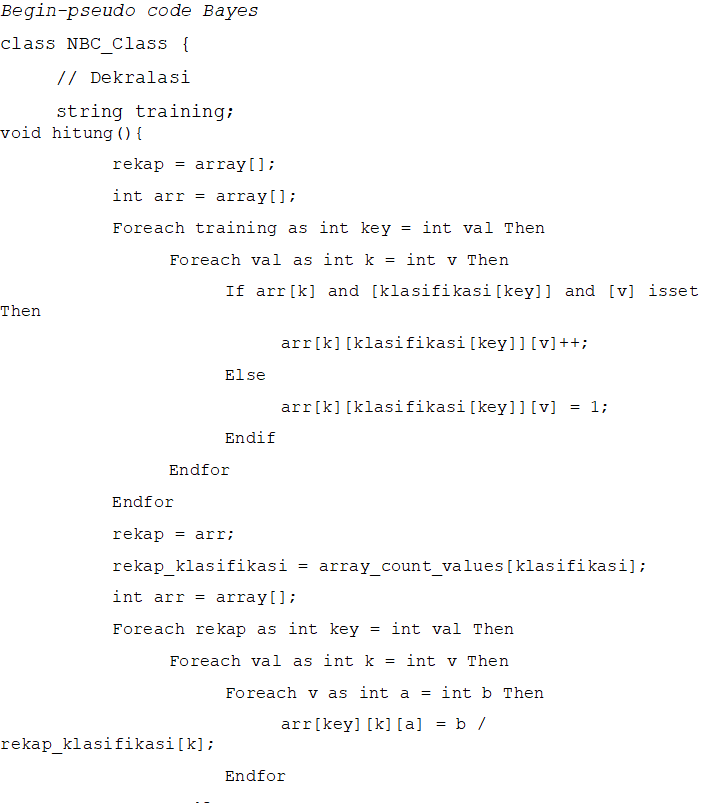 Begin-pseudo code Bayes
class NBC_Class {
// Dekralasi
string training;
void hitung(){
rekap = array[];
int arr = array[];
Foreach training as int key = int val Then
Foreach val as int k = int v Then
If arr[k] and [klasifikasi[key]] and [v] isset
Then
arr[k][klasifikasi[key]][v]++;
Else
arr[k][klasifikasi[key]][v] = 1;
Endif
Endfor
Endfor
rekap = arr;
rekap_klasifikasi = array_count_values[klasifikasi];
int arr = array[];
Foreach rekap as int key = int val Then
Foreach val as int k = int v Then
Foreach v as int a = int b Then
arr[key][k][a] = b /
rekap_klasifikasi[k];
Endfor